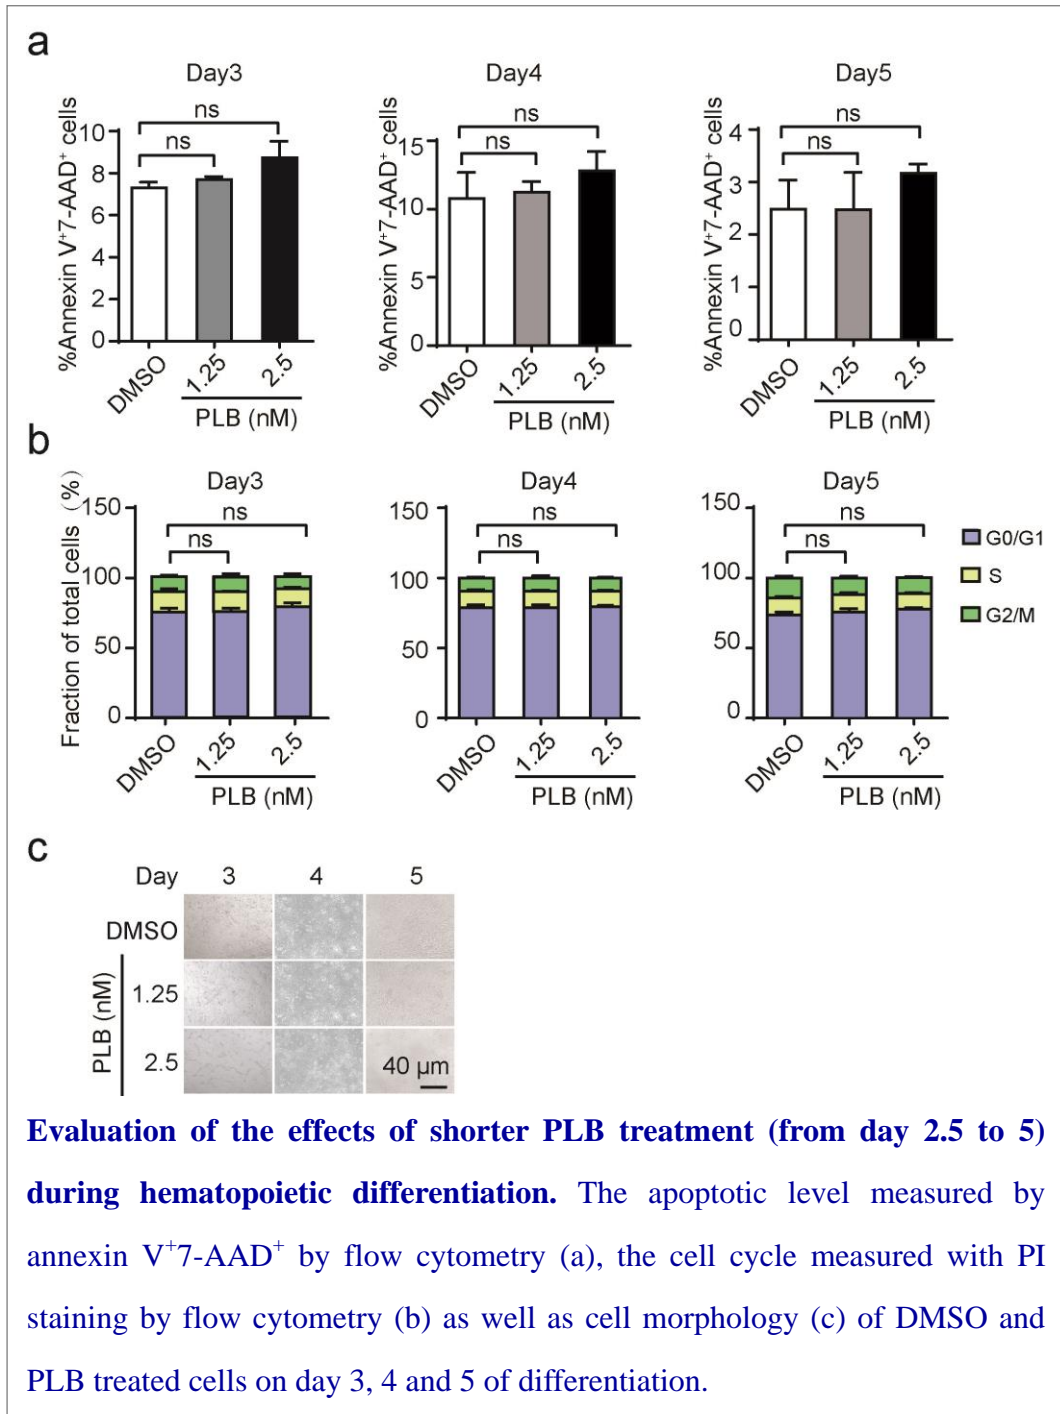 a
Day3
Day4
Day5
%Annexin V⁺7-AAD⁺ cells
10
8
6
4
2
0
ns
ns
DMSO
1.25
2.5
PLB (nM)
%Annexin V⁺7-AAD⁺ cells
15
10
5
0
ns
ns
DMSO
1.25
2.5
PLB (nM)
%Annexin V⁺7-AAD⁺ cells
4
3
2
1
0
ns
ns
DMSO
1.25
2.5
PLB (nM)
b
Day3
Day4
Day5
Fraction of total cells (%)
150
100
50
0
ns
ns
DMSO
1.25
2.5
PLB (nM)
150
100
50
0
ns
ns
DMSO
1.25
2.5
PLB (nM)
150
100
50
0
ns
ns
DMSO
1.25
2.5
PLB (nM)
G0/G1
S
G2/M
c
Day 3 4 5
DMSO
PLB (nM)
1.25
2.5
40 µm
Evaluation of the effects of shorter PLB treatment (from day 2.5 to 5)
during hematopoietic differentiation. The apoptotic level measured by
annexin V⁺7-AAD⁺ by flow cytometry (a), the cell cycle measured with PI
staining by flow cytometry (b) as well as cell morphology (c) of DMSO and
PLB treated cells on day 3, 4 and 5 of differentiation.